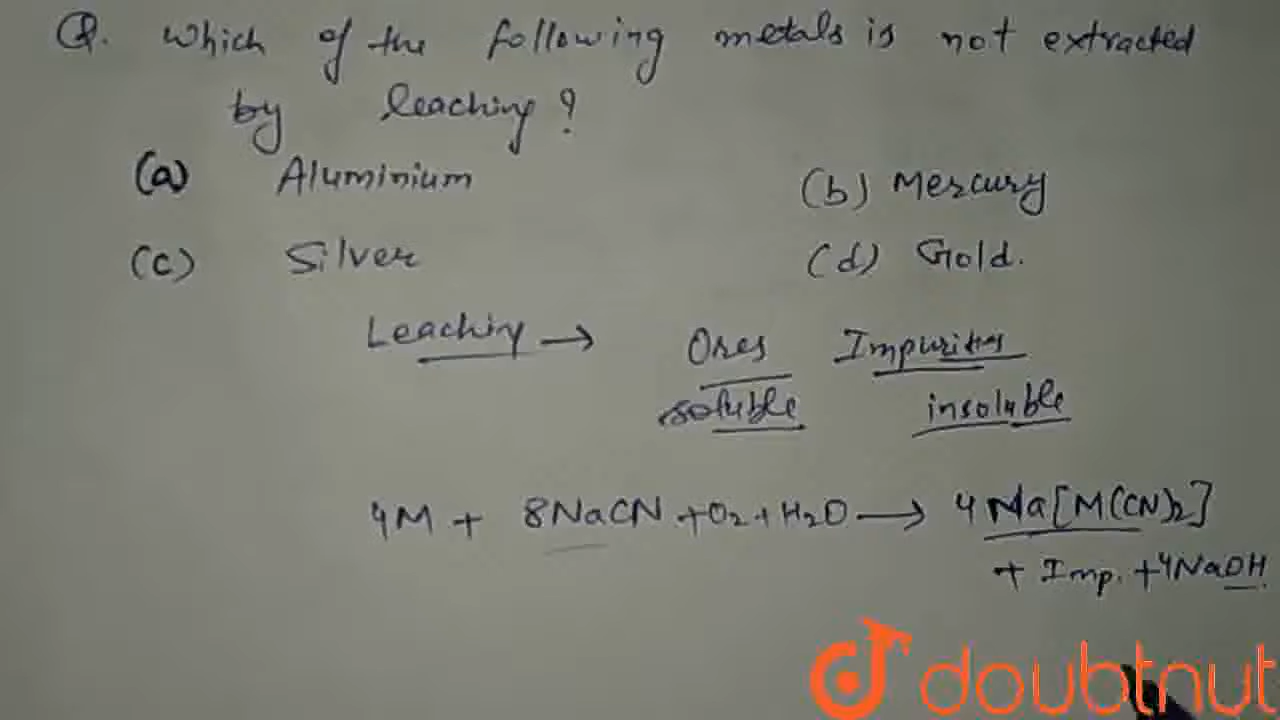 Q. Which of the following metals is not extracted
by leaching?
(a) Aluminium (b) Mercury
(c) Silver (d) Gold.
Leaching → Ores Impurities
soluble insoluble
4M + 8NaCN + O₂ + H₂O → 4Na[M(CN)₂]
+ Imp. + 4NaOH
doubtnut